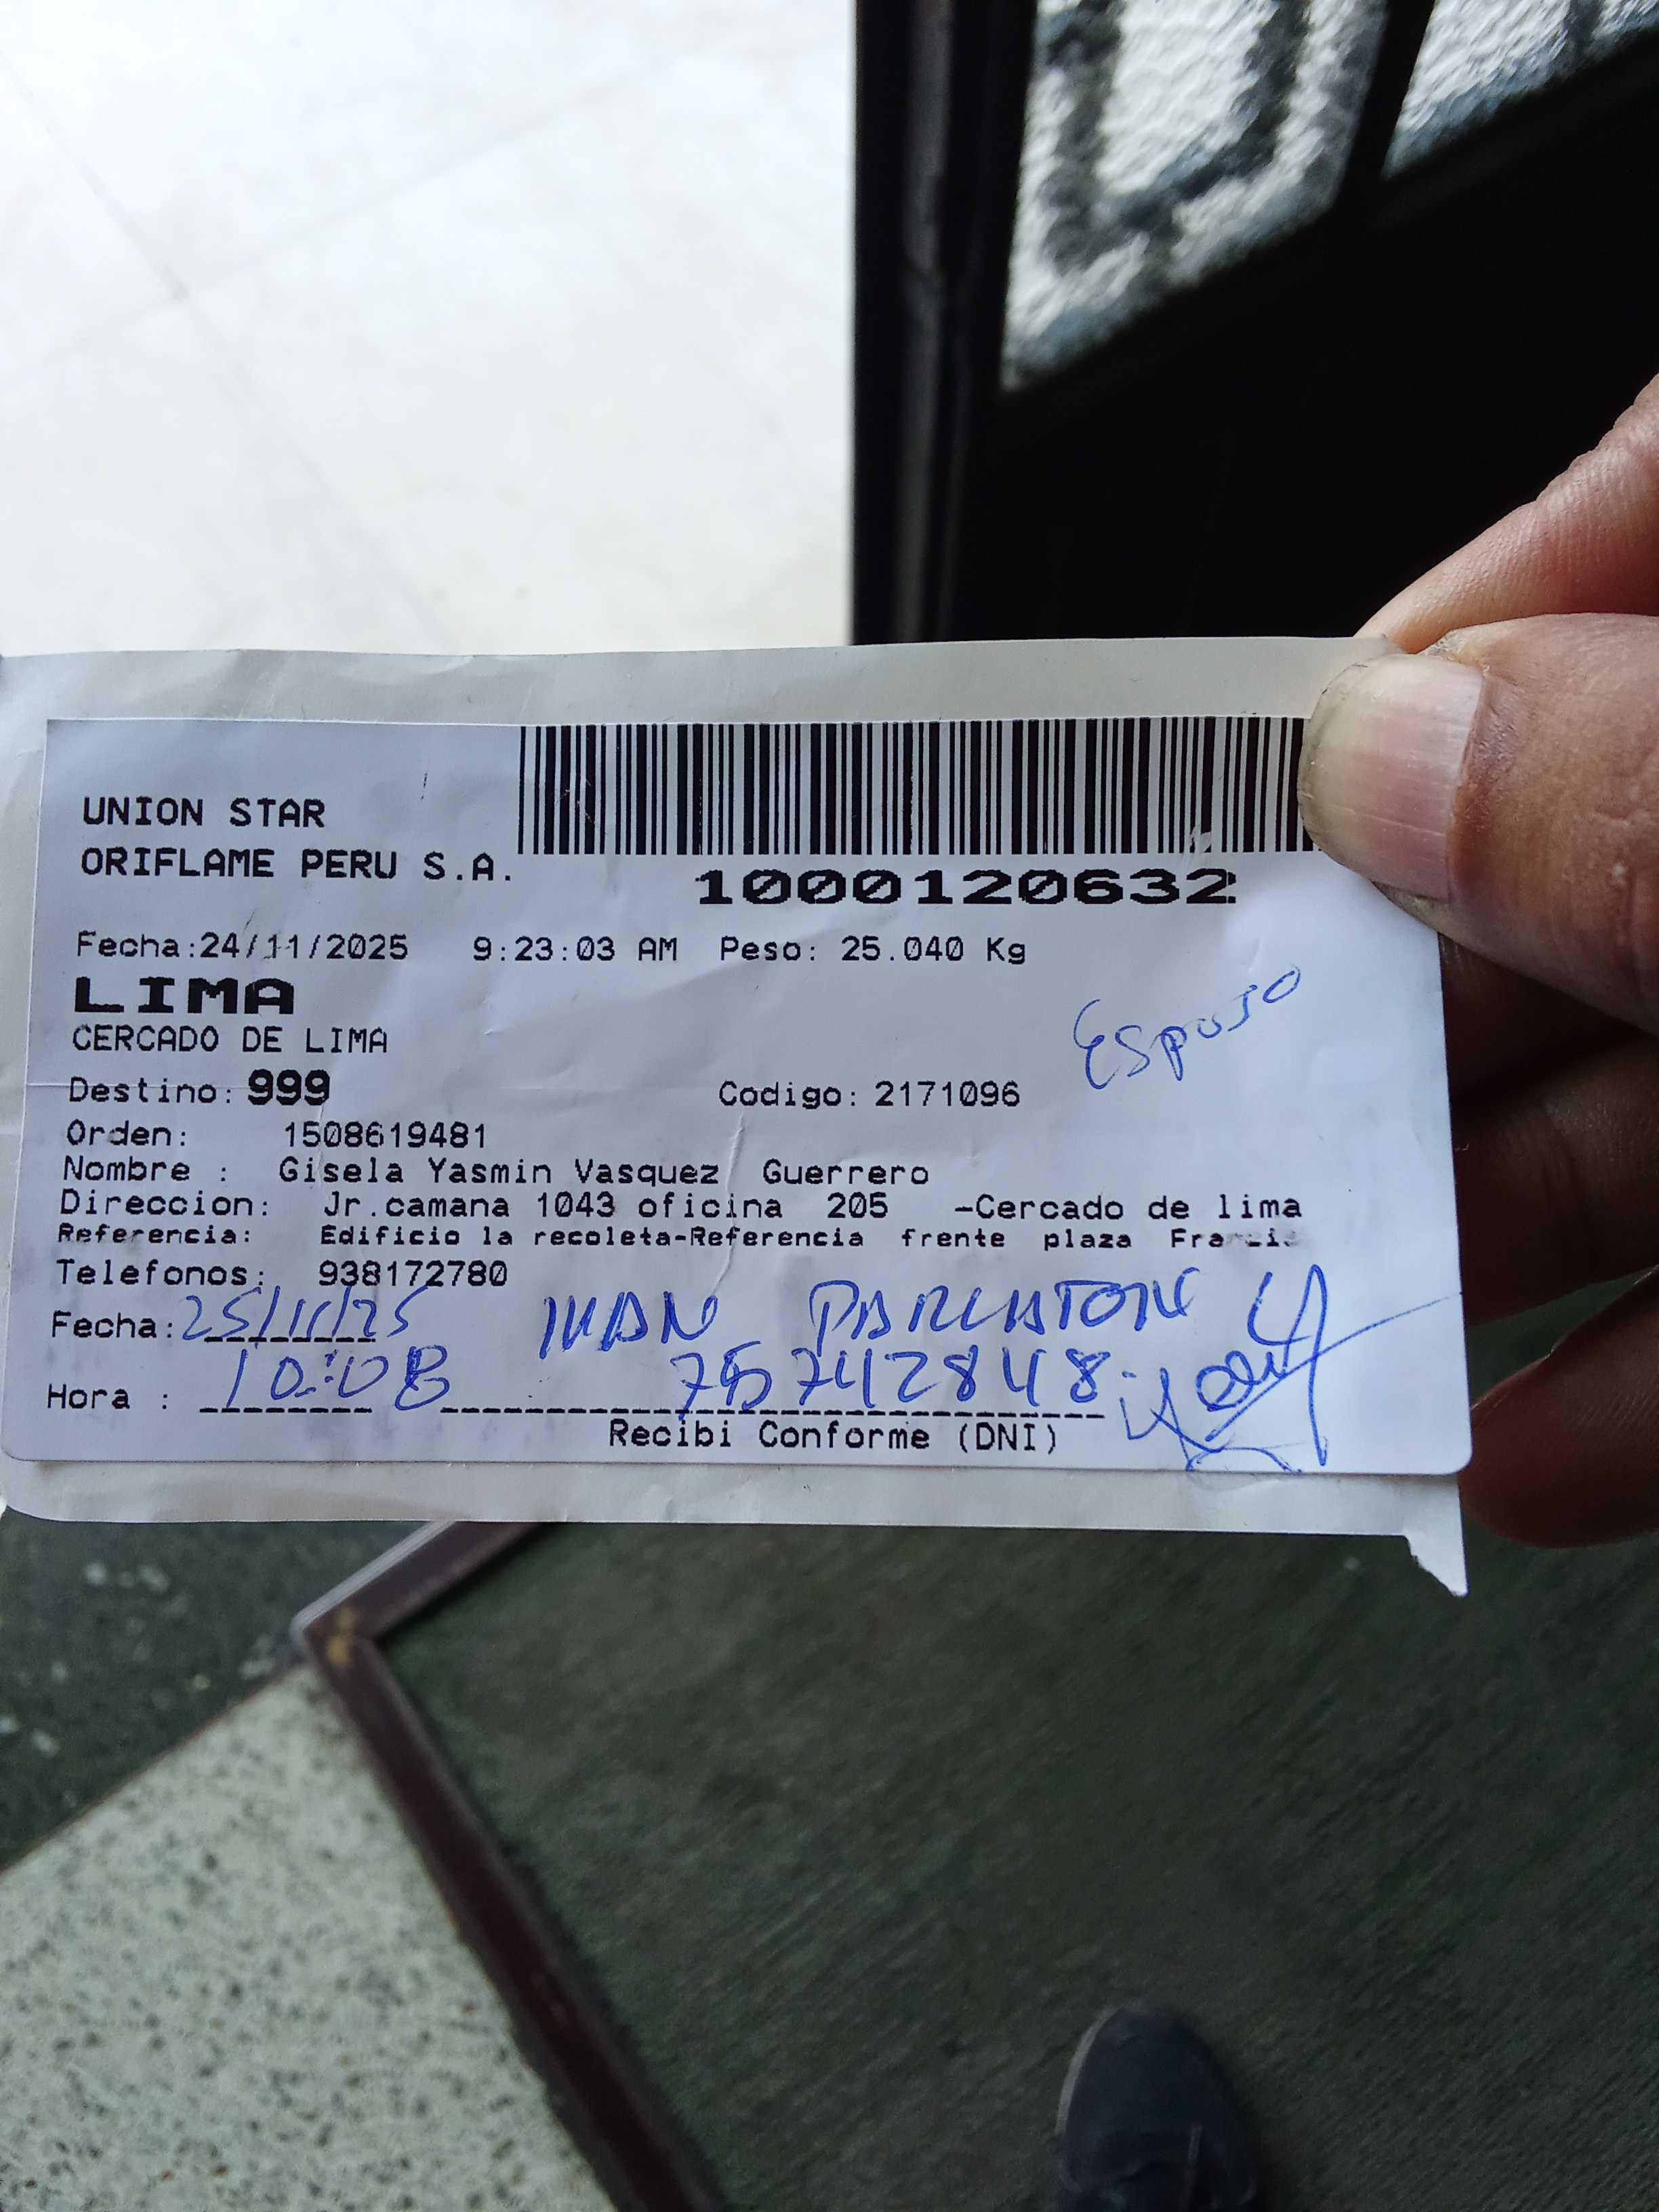 UNION STAR
ORIFLAME PERU S.A.
1000120632
Fecha:24/11/2025 9:23:03 AM Peso: 25.040 Kg
LIMA
CERCADO DE LIMA
Esposo
Destino: 999 Codigo: 2171096
Orden: 1508619481
Nombre : Gisela Yasmin Vasquez Guerrero
Direccion: Jr.camana 1043 oficina 205 -Cercado de lima
Referencia: Edificio la recoleta-Referencia frente plaza
Telefonos: 938172780
Fecha: 25/11/25 IVAN
Hora : 10:08 75742848
Recibi Conforme (DNI)